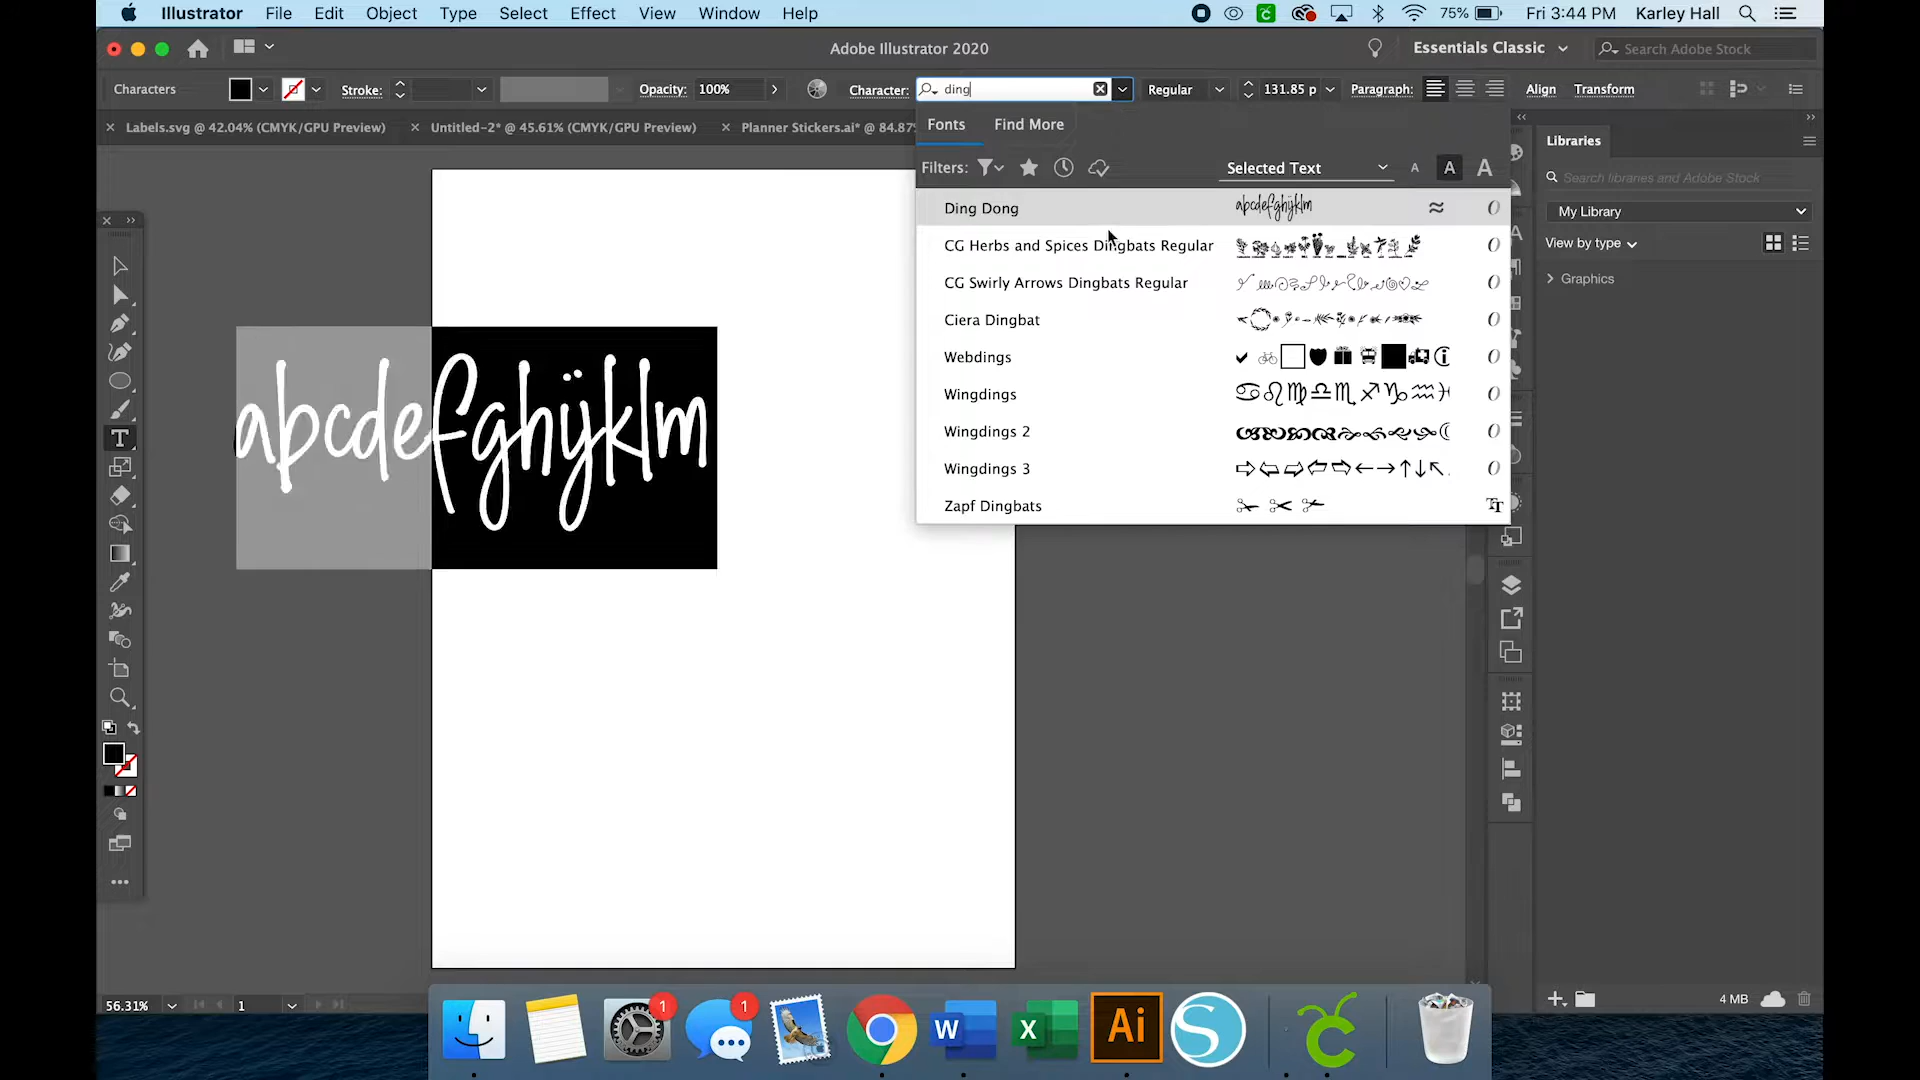 Illustrator File Edit Object Type Select Effect View Window Help 75% Fri 3:44 PM Karley Hall
Adobe Illustrator 2020 Essentials Classic Search Adobe Stock
Characters Stroke: Opacity: 100% Character: ding Regular 131.85 p Paragraph: Align Transform
Labels.svg @ 42.04% (CMYK/GPU Preview) Untitled-2* @ 45.61% (CMYK/GPU Preview) Planner Stickers.ai* @ 84.87%
Fonts Find More
Libraries
Filters: Selected Text A A A
Search libraries and Adobe Stock
Ding Dong abcdefghijklm
My Library
CG Herbs and Spices Dingbats Regular
View by type
CG Swirly Arrows Dingbats Regular
Graphics
Ciera Dingbat
Webdings
Wingdings
Wingdings 2
Wingdings 3
Zapf Dingbats
abcdefghijklm
56.31% 1
4 MB
1 1
W X Ai S